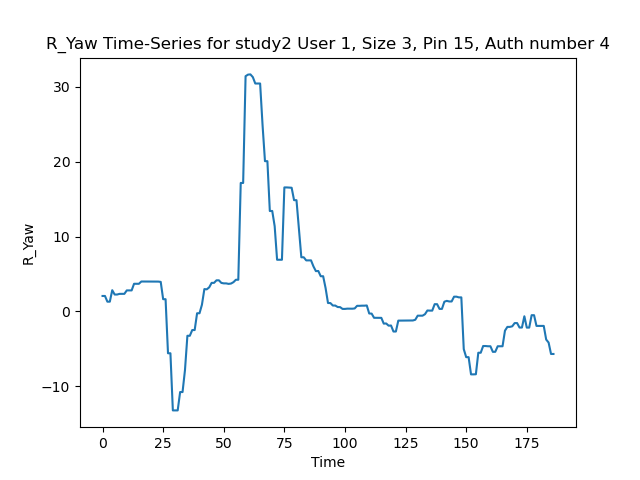 R_Yaw Time-Series for study2 User 1, Size 3, Pin 15, Auth number 4
30
20
10
0
−10
R_Yaw
0 25 50 75 100 125 150 175
Time